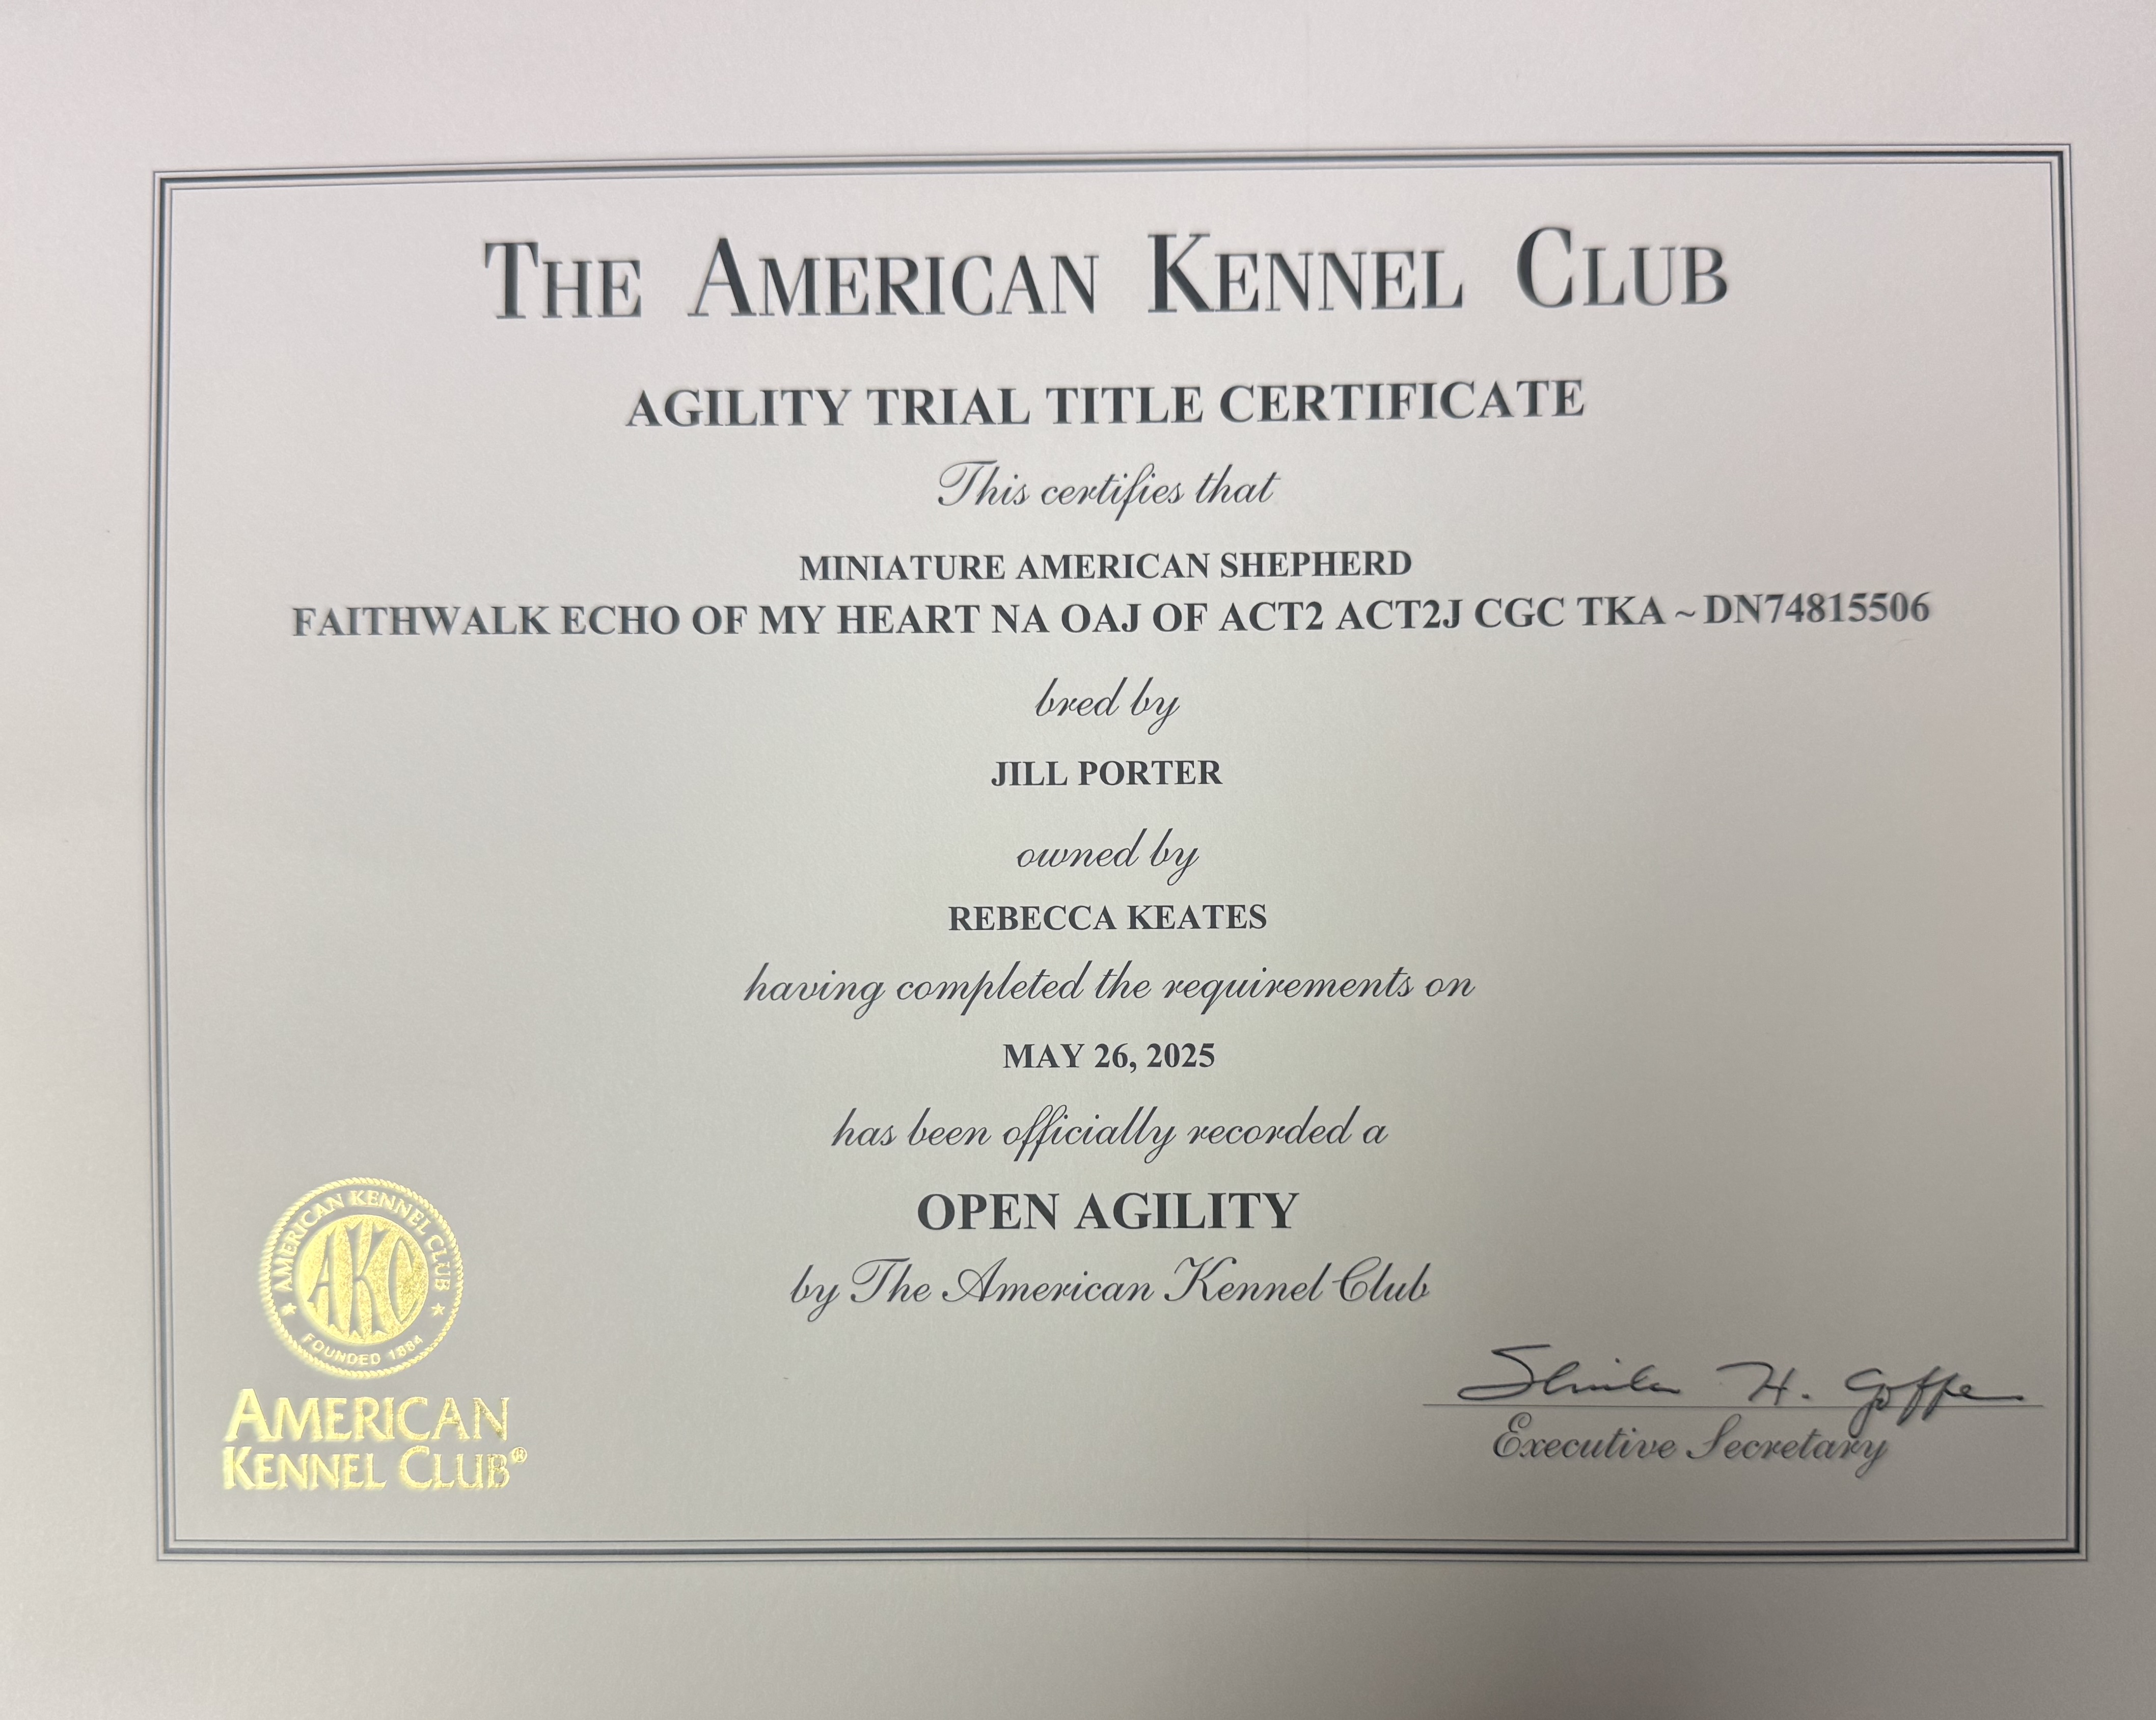 THE AMERICAN KENNEL CLUB
AGILITY TRIAL TITLE CERTIFICATE
This certifies that
MINIATURE AMERICAN SHEPHERD
FAITHWALK ECHO OF MY HEART NA OAJ OF ACT2 ACT2J CGC TKA ~ DN74815506
bred by
JILL PORTER
owned by
REBECCA KEATES
having completed the requirements on
MAY 26, 2025
has been officially recorded a
OPEN AGILITY
by The American Kennel Club
AMERICAN KENNEL CLUB
AKC
FOUNDED 1884
AMERICAN
KENNEL CLUB®
H. Goffe
Executive Secretary